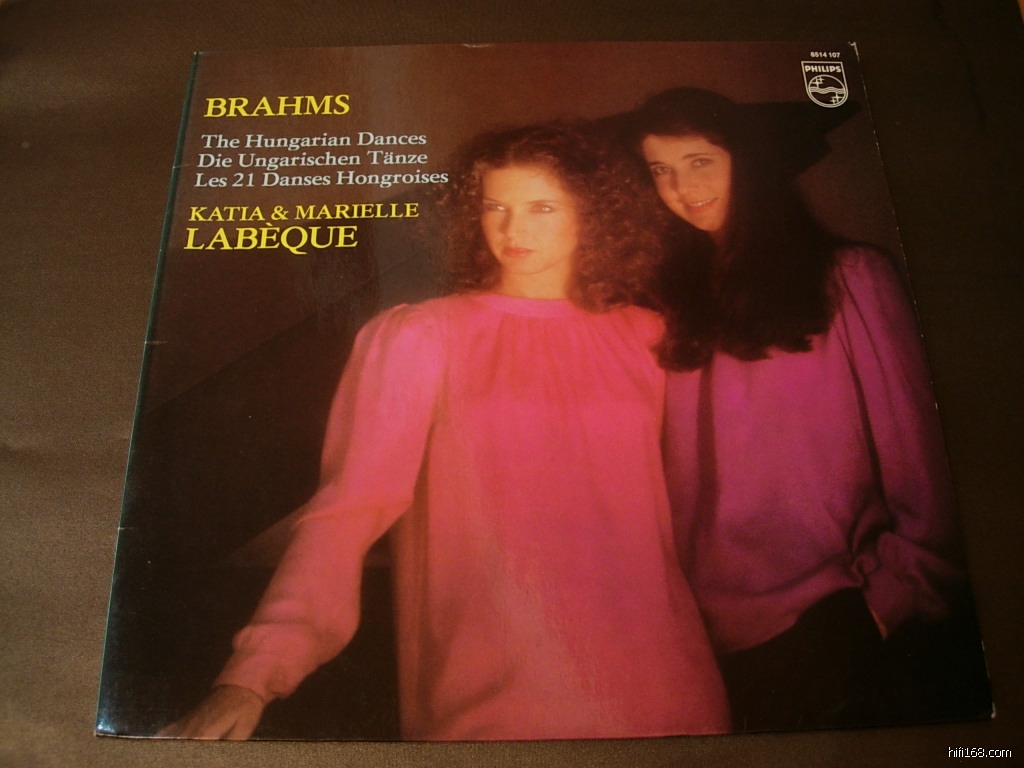 6514 107
PHILIPS
BRAHMS
The Hungarian Dances
Die Ungarischen Tänze
Les 21 Danses Hongroises
KATIA & MARIELLE
LABÈQUE
hifi168.com